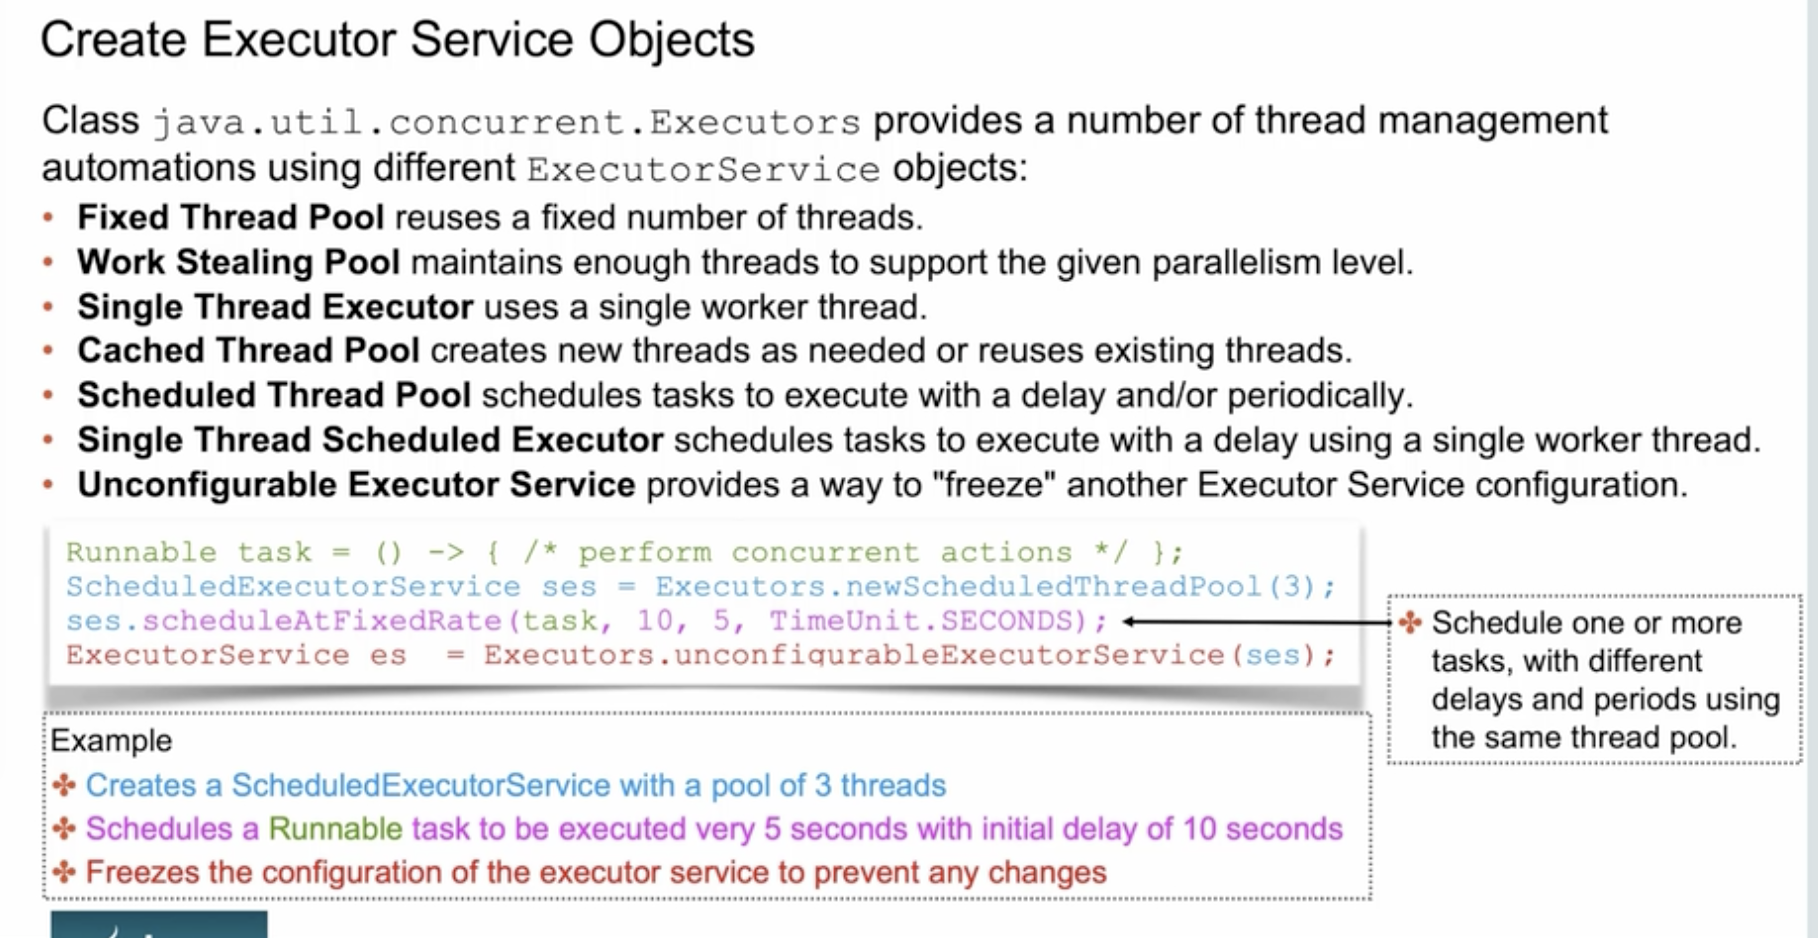 Create Executor Service Objects
Class java.util.concurrent.Executors provides a number of thread management
automations using different ExecutorService objects:
• Fixed Thread Pool reuses a fixed number of threads.
• Work Stealing Pool maintains enough threads to support the given parallelism level.
• Single Thread Executor uses a single worker thread.
• Cached Thread Pool creates new threads as needed or reuses existing threads.
• Scheduled Thread Pool schedules tasks to execute with a delay and/or periodically.
• Single Thread Scheduled Executor schedules tasks to execute with a delay using a single worker thread.
• Unconfigurable Executor Service provides a way to "freeze" another Executor Service configuration.
Runnable task = () -> { /* perform concurrent actions */ };
ScheduledExecutorService ses = Executors.newScheduledThreadPool(3);
ses.scheduleAtFixedRate(task, 10, 5, TimeUnit.SECONDS);
ExecutorService es = Executors.unconfigurableExecutorService(ses);
✤ Schedule one or more
tasks, with different
delays and periods using
the same thread pool.
Example
✤ Creates a ScheduledExecutorService with a pool of 3 threads
✤ Schedules a Runnable task to be executed very 5 seconds with initial delay of 10 seconds
✤ Freezes the configuration of the executor service to prevent any changes